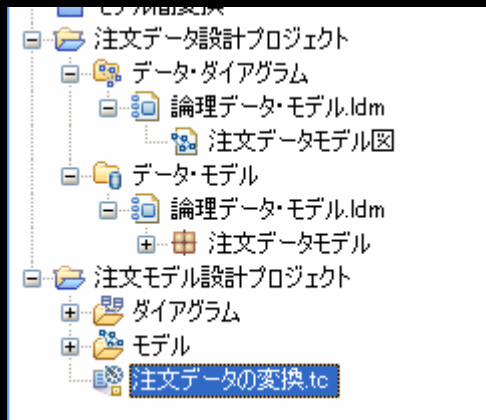 注文データ設計プロジェクト
データ・ダイアグラム
論理データ・モデル.ldm
注文データモデル図
データ・モデル
論理データ・モデル.ldm
注文データモデル
注文モデル設計プロジェクト
ダイアグラム
モデル
注文データの変換.tc